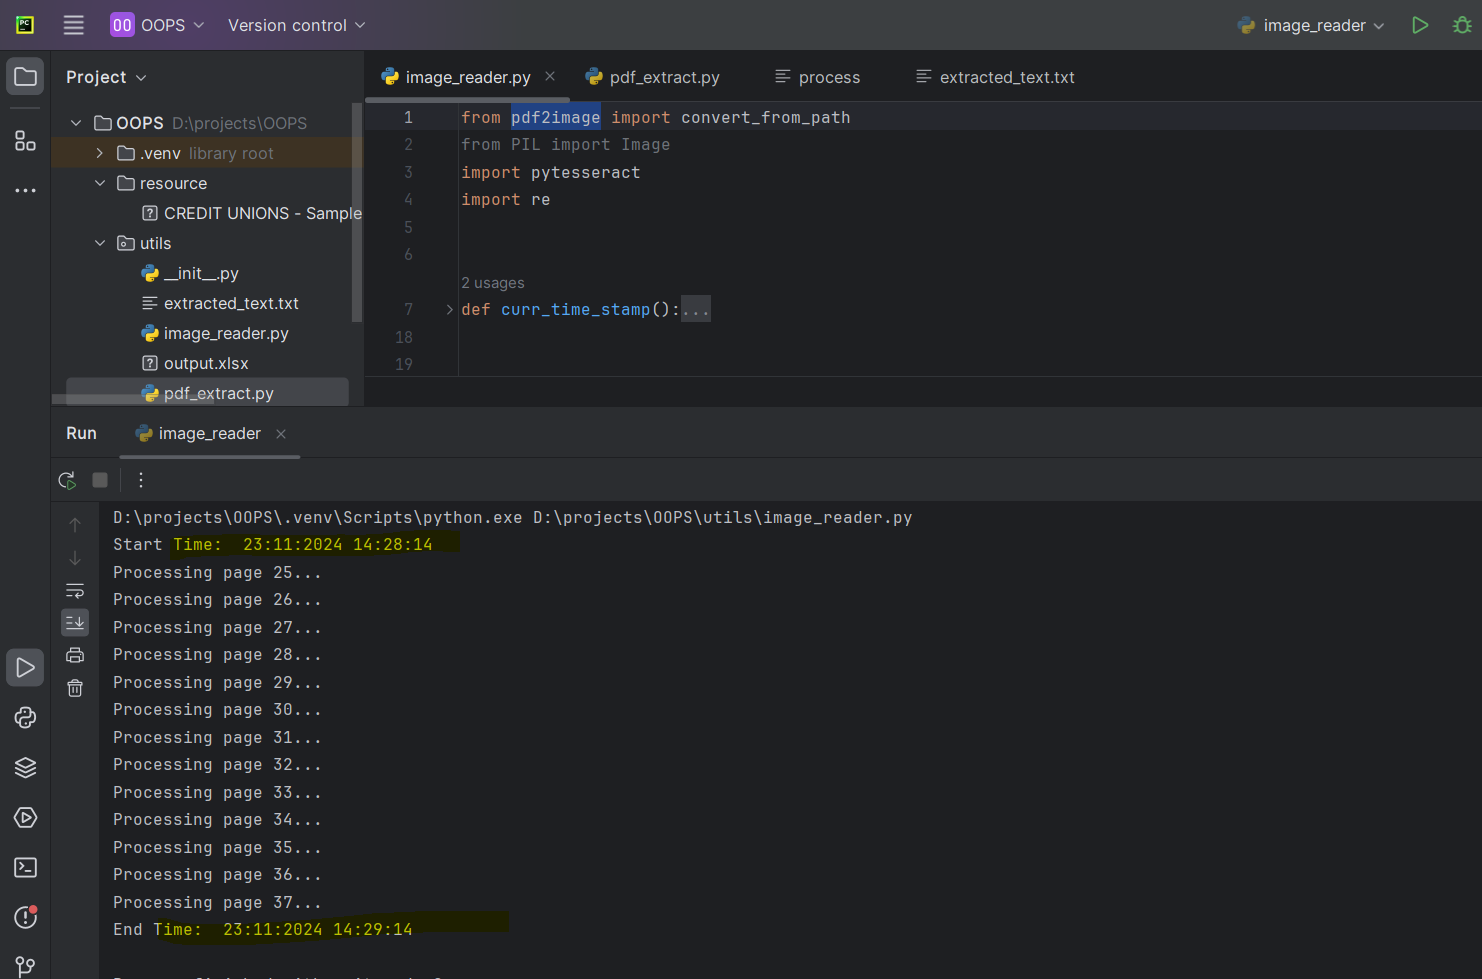 PC
OO OOPS Version control
image_reader
Project
OOPS D:\projects\OOPS
.venv library root
resource
CREDIT UNIONS - Sample
utils
__init__.py
extracted_text.txt
image_reader.py
output.xlsx
pdf_extract.py
image_reader.py pdf_extract.py process extracted_text.txt
1 from pdf2image import convert_from_path
2 from PIL import Image
3 import pytesseract
4 import re
5
6
2 usages
7 def curr_time_stamp():...
18
19
Run image_reader
D:\projects\OOPS\.venv\Scripts\python.exe D:\projects\OOPS\utils\image_reader.py
Start Time:  23:11:2024 14:28:14
Processing page 25...
Processing page 26...
Processing page 27...
Processing page 28...
Processing page 29...
Processing page 30...
Processing page 31...
Processing page 32...
Processing page 33...
Processing page 34...
Processing page 35...
Processing page 36...
Processing page 37...
End Time:  23:11:2024 14:29:14